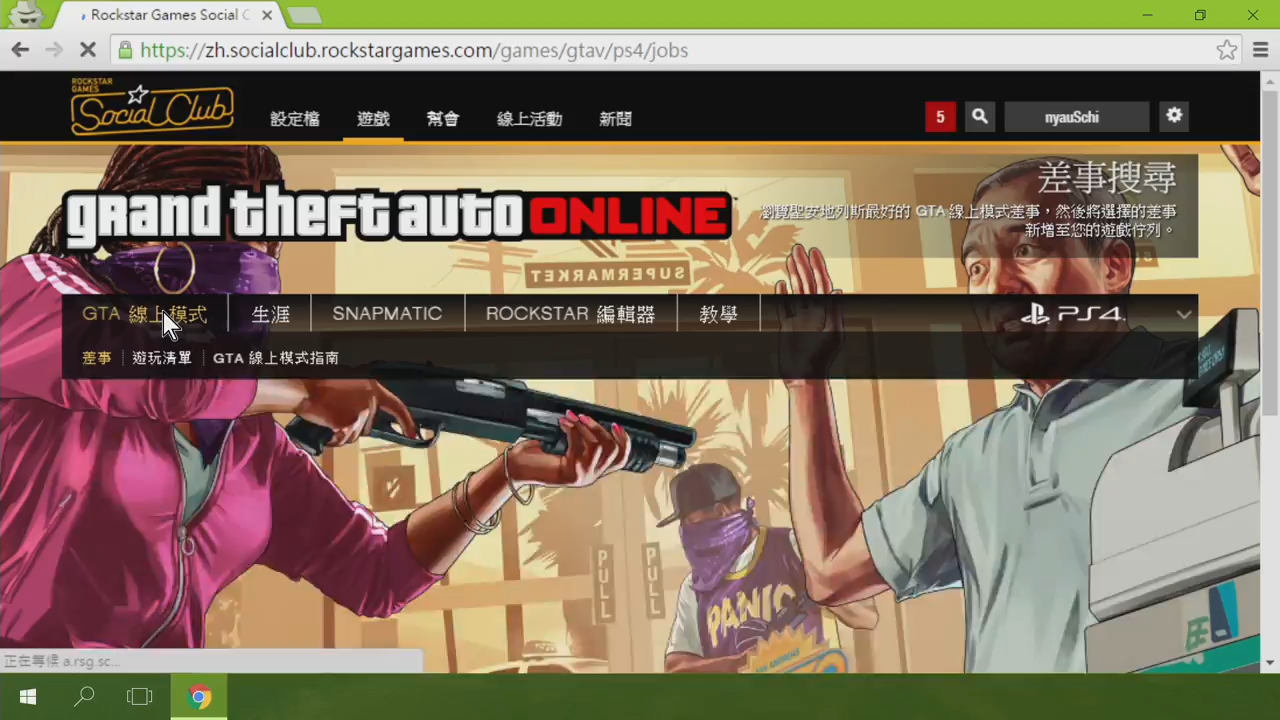 Rockstar Games Social C
https://zh.socialclub.rockstargames.com/games/gtav/ps4/jobs
ROCKSTAR GAMES
Social Club
設定檔 遊戲 幫會 線上活動 新聞 5 nyauSchi
grand theft auto ONLINE
差事搜尋
瀏覽聖安地列斯最好的 GTA 線上模式差事，然後將選擇的差事
新增至您的遊戲佇列。
SUPERMARKET
GTA 線上模式 生涯 SNAPMATIC ROCKSTAR 編輯器 教學 PS4
差事 遊玩清單 GTA 線上模式指南
PULL PULL
PANIC
正在等候 a.rsg.sc...